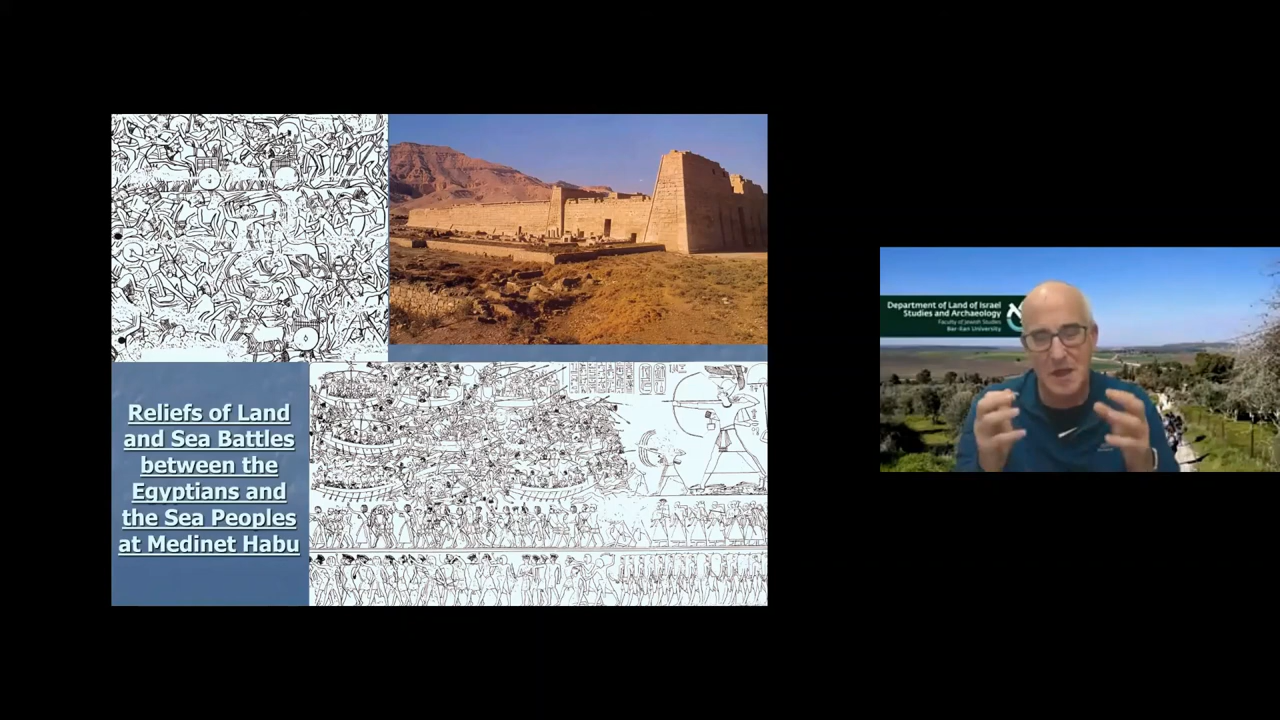 Reliefs of Land
and Sea Battles
between the
Egyptians and
the Sea Peoples
at Medinet Habu
Department of Land of Israel
Studies and Archaeology
Faculty of Jewish Studies
Bar-Ilan University